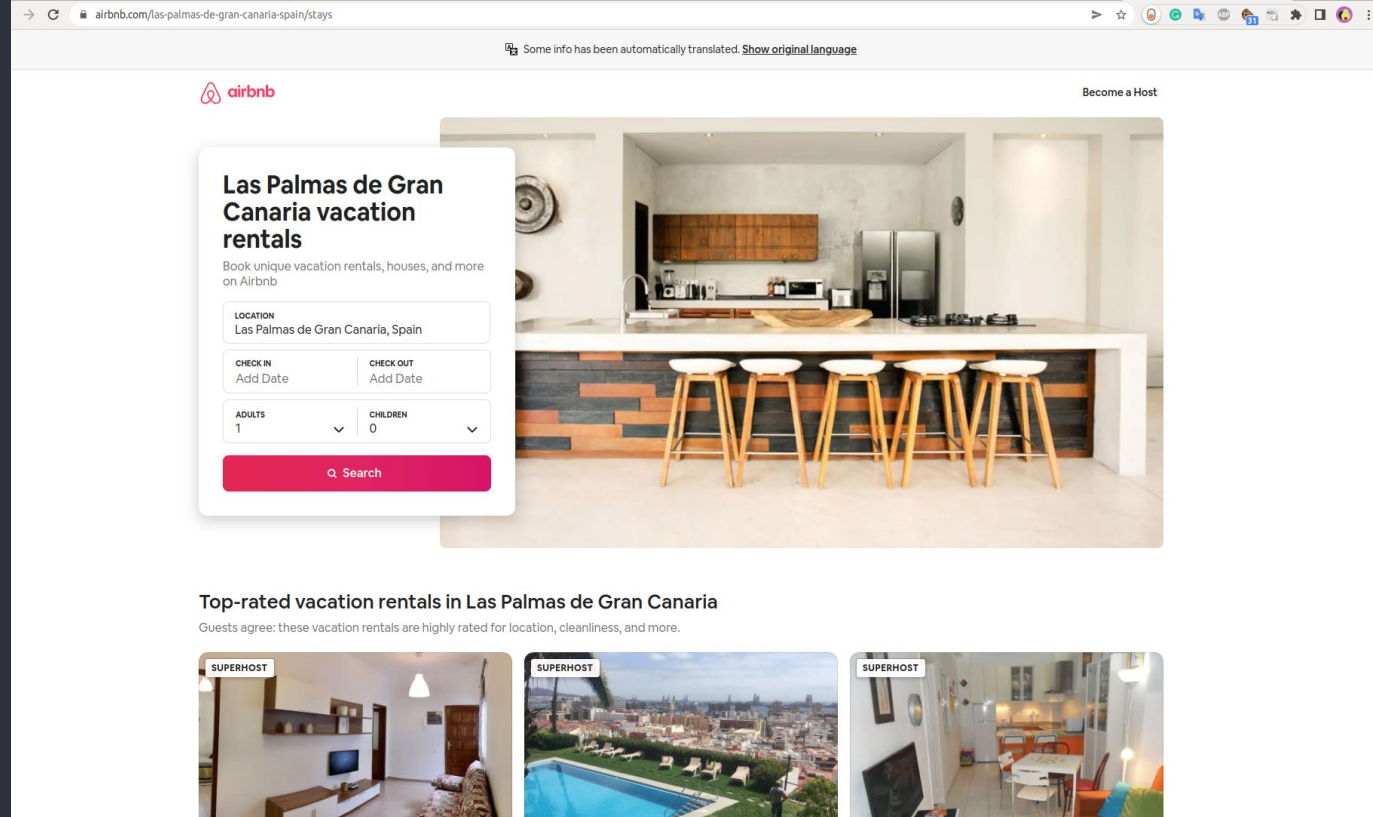 airbnb.com/las-palmas-de-gran-canaria-spain/stays
ABP
31
Some info has been automatically translated. Show original language
airbnb
Become a Host
Las Palmas de Gran
Canaria vacation
rentals
Book unique vacation rentals, houses, and more
on Airbnb
LOCATION
Las Palmas de Gran Canaria, Spain
CHECK IN
CHECK OUT
Add Date
Add Date
ADULTS
CHILDREN
1
0
Search
Top-rated vacation rentals in Las Palmas de Gran Canaria
Guests agree: these vacation rentals are highly rated for location, cleanliness, and more.
SUPERHOST
SUPERHOST
SUPERHOST